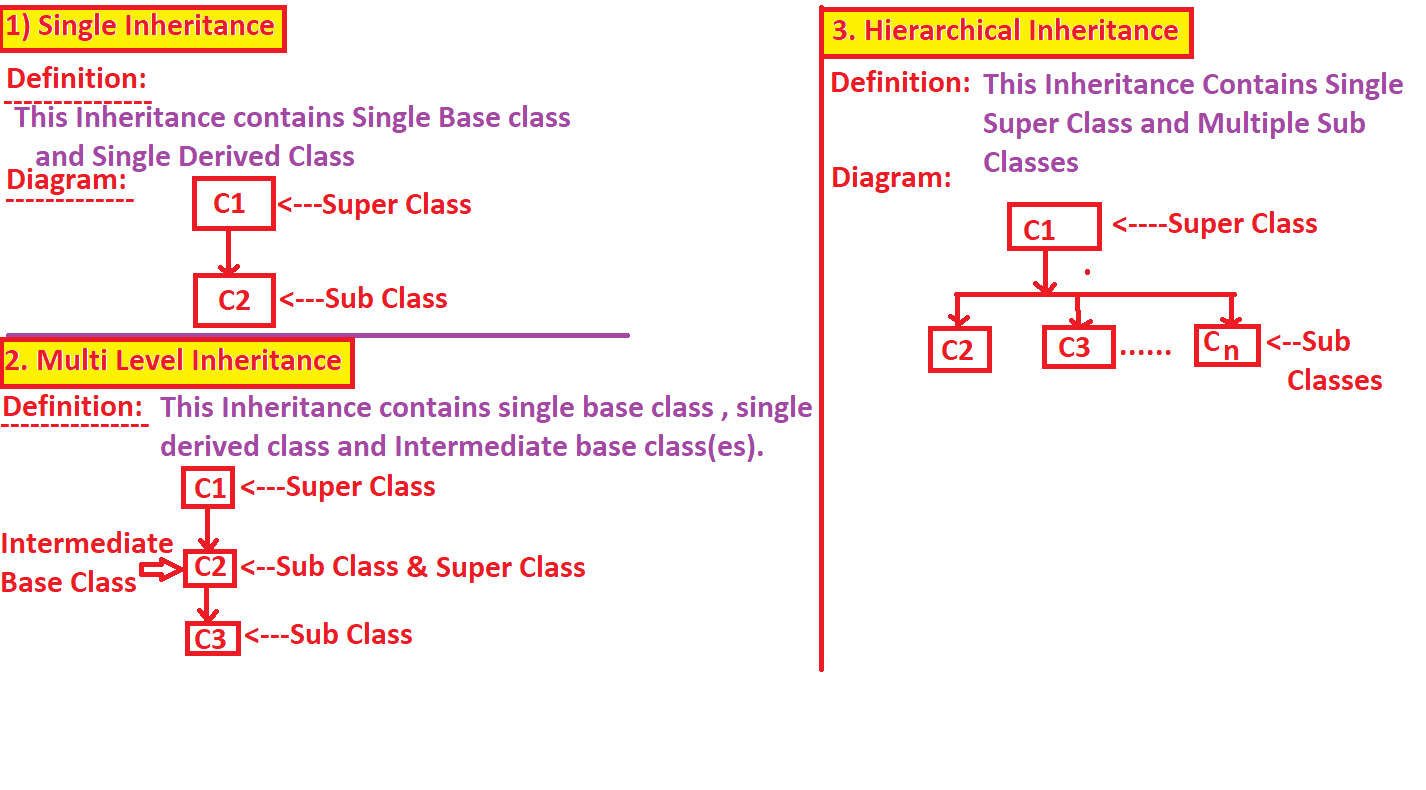 1) Single Inheritance
Definition:
This Inheritance contains Single Base class
and Single Derived Class
Diagram:
C1 <---Super Class
C2 <---Sub Class
2. Multi Level Inheritance
Definition: This Inheritance contains single base class , single
derived class and Intermediate base class(es).
C1 <---Super Class
Intermediate
Base Class
C2 <--Sub Class & Super Class
C3 <---Sub Class
3. Hierarchical Inheritance
Definition: This Inheritance Contains Single
Super Class and Multiple Sub
Classes
Diagram:
C1 <----Super Class
C2 C3 ...... Cn <--Sub
Classes